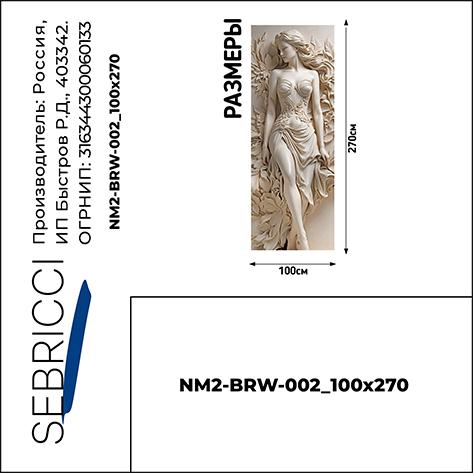 Производитель: Россия,
ИП Быстров Р.Д., 403342.
ОГРНИП: 316344300060133
NM2-BRW-002_100x270
SEBRICCI
РАЗМЕРЫ
270см
100см
NM2-BRW-002_100x270